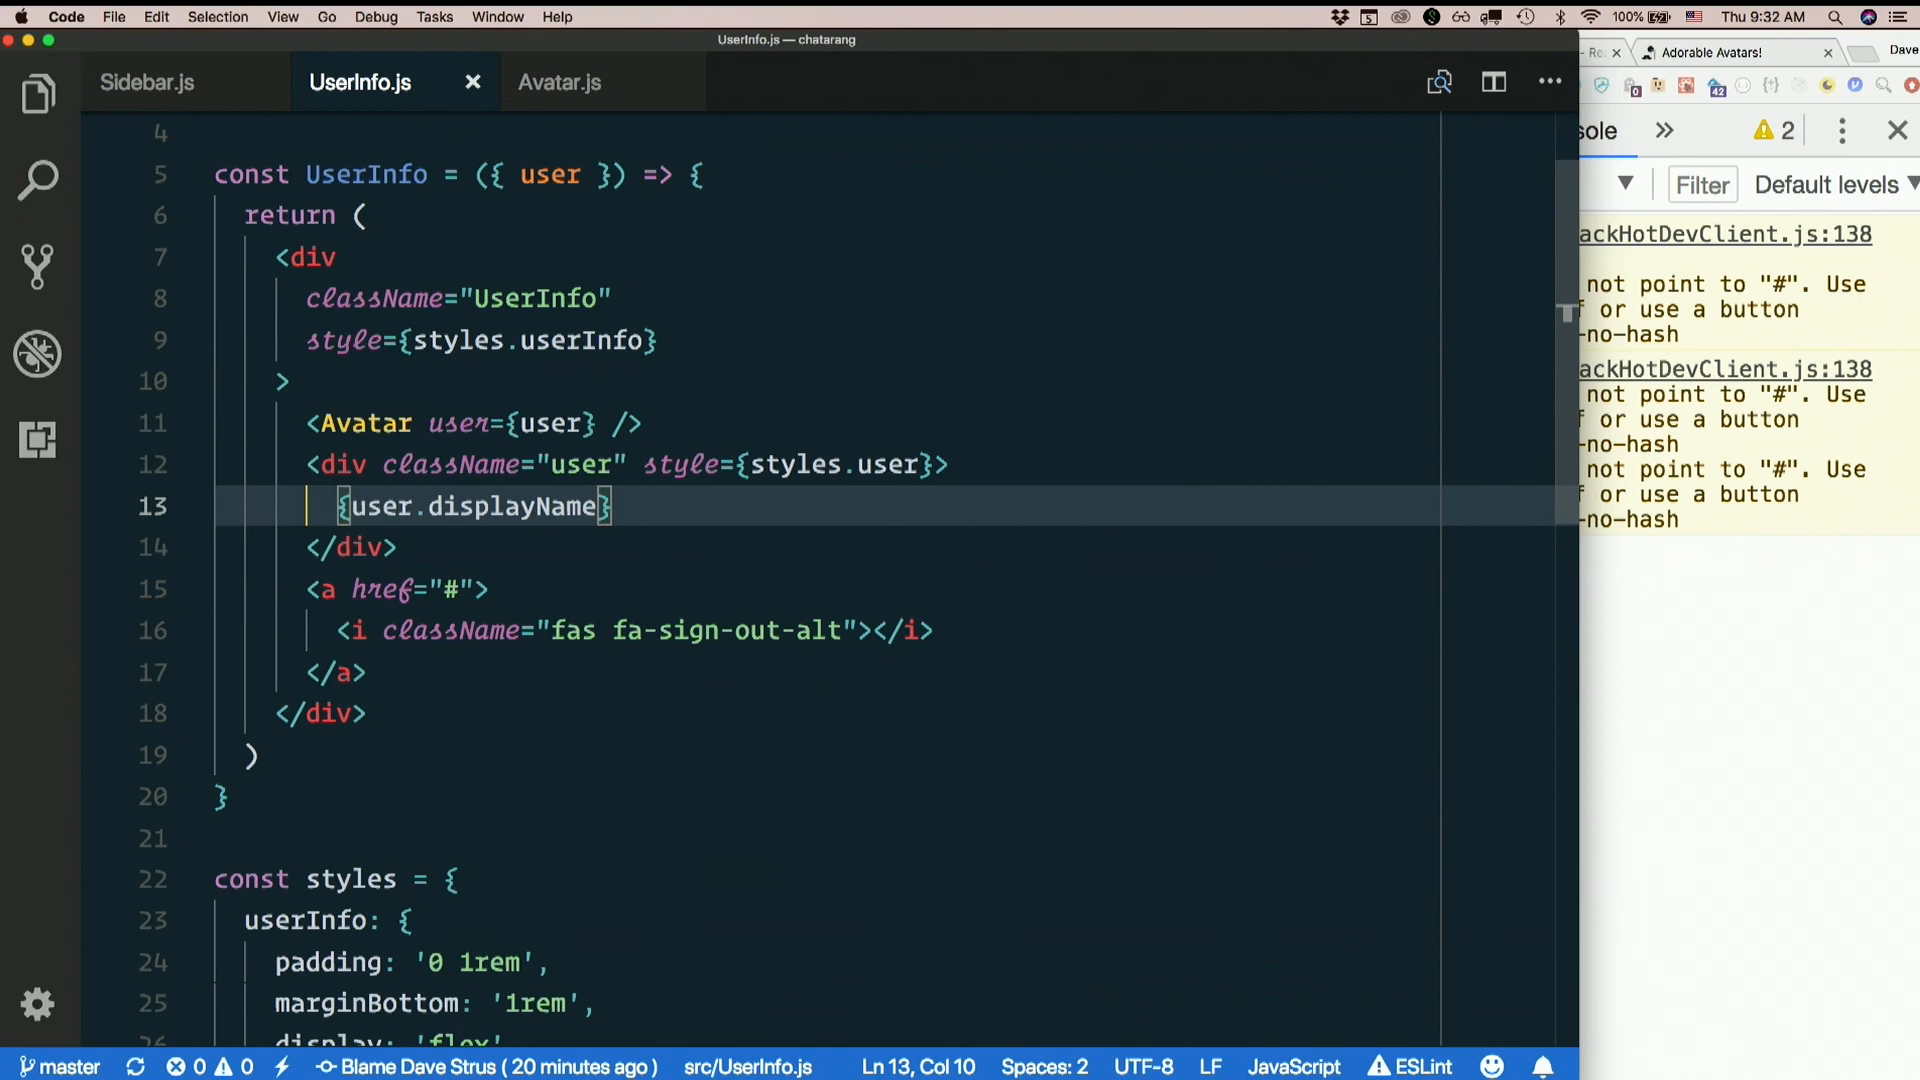 Code File Edit Selection View Go Debug Tasks Window Help
5 100% Thu 9:32 AM
UserInfo.js — chatarang
Adorable Avatars! Dave
Sidebar.js UserInfo.js Avatar.js
0 42
sole 2
Filter Default levels
4
5 const UserInfo = ({ user }) => {
6 return (
7 <div
8 className="UserInfo"
9 style={styles.userInfo}
10 >
11 <Avatar user={user} />
12 <div className="user" style={styles.user}>
13 {user.displayName}
14 </div>
15 <a href="#">
16 <i className="fas fa-sign-out-alt"></i>
17 </a>
18 </div>
19 )
20 }
21
22 const styles = {
23 userInfo: {
24 padding: '0 1rem',
25 marginBottom: '1rem',
26 display: 'flex'
ackHotDevClient.js:138
not point to "#". Use
f or use a button
-no-hash
ackHotDevClient.js:138
not point to "#". Use
f or use a button
-no-hash
not point to "#". Use
f or use a button
-no-hash
master 0 0 Blame Dave Strus ( 20 minutes ago ) src/UserInfo.js Ln 13, Col 10 Spaces: 2 UTF-8 LF JavaScript ESLint